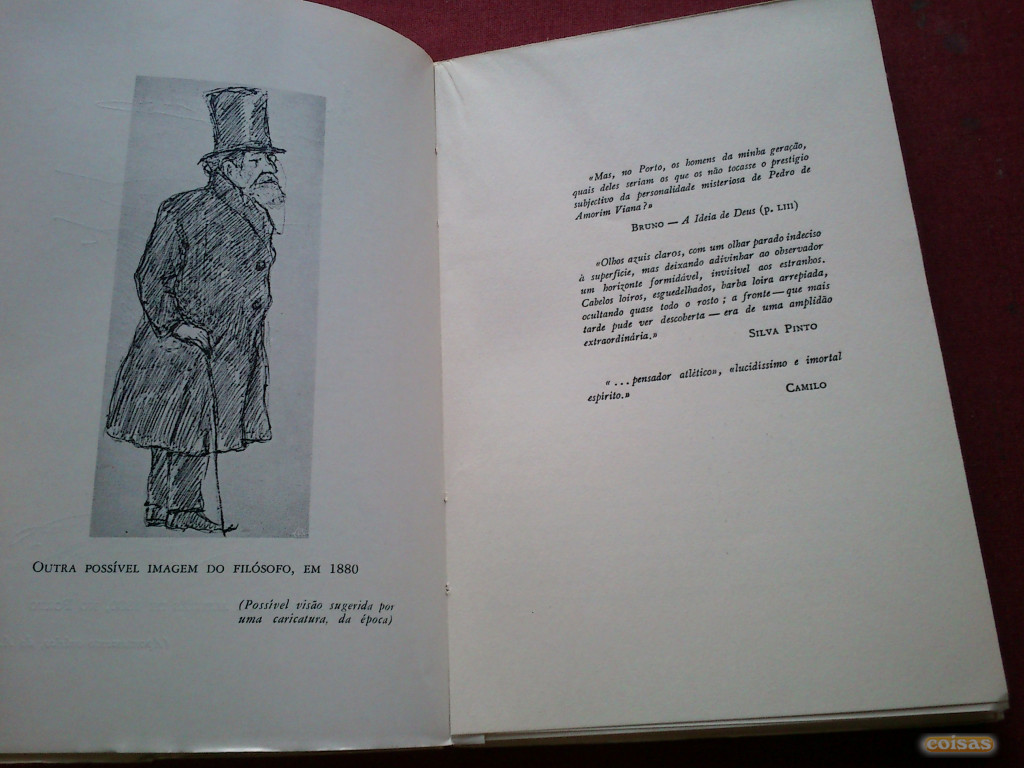 OUTRA POSSÍVEL IMAGEM DO FILÓSOFO, EM 1880
(Possível visão sugerida por
uma caricatura, da época)
«Mas, no Porto, os homens da minha geração,
quais deles seriam os que os não tocasse o prestígio
subjectivo da personalidade misteriosa de Pedro de
Amorim Viana?»
BRUNO — A Ideia de Deus (p. LIII)
«Olhos azuis claros, com um olhar parado indeciso
à superfície, mas deixando adivinhar ao observador
um horizonte formidável, invisível aos estranhos.
Cabelos loiros, esguedelhados, barba loira arrepiada,
ocultando quase todo o rosto; a fronte — que mais
tarde pude ver descoberta — era de uma amplidão
extraordinária.»
SILVA PINTO
«...pensador atlético», «lucidíssimo e imortal
espírito.»
CAMILO
coisas